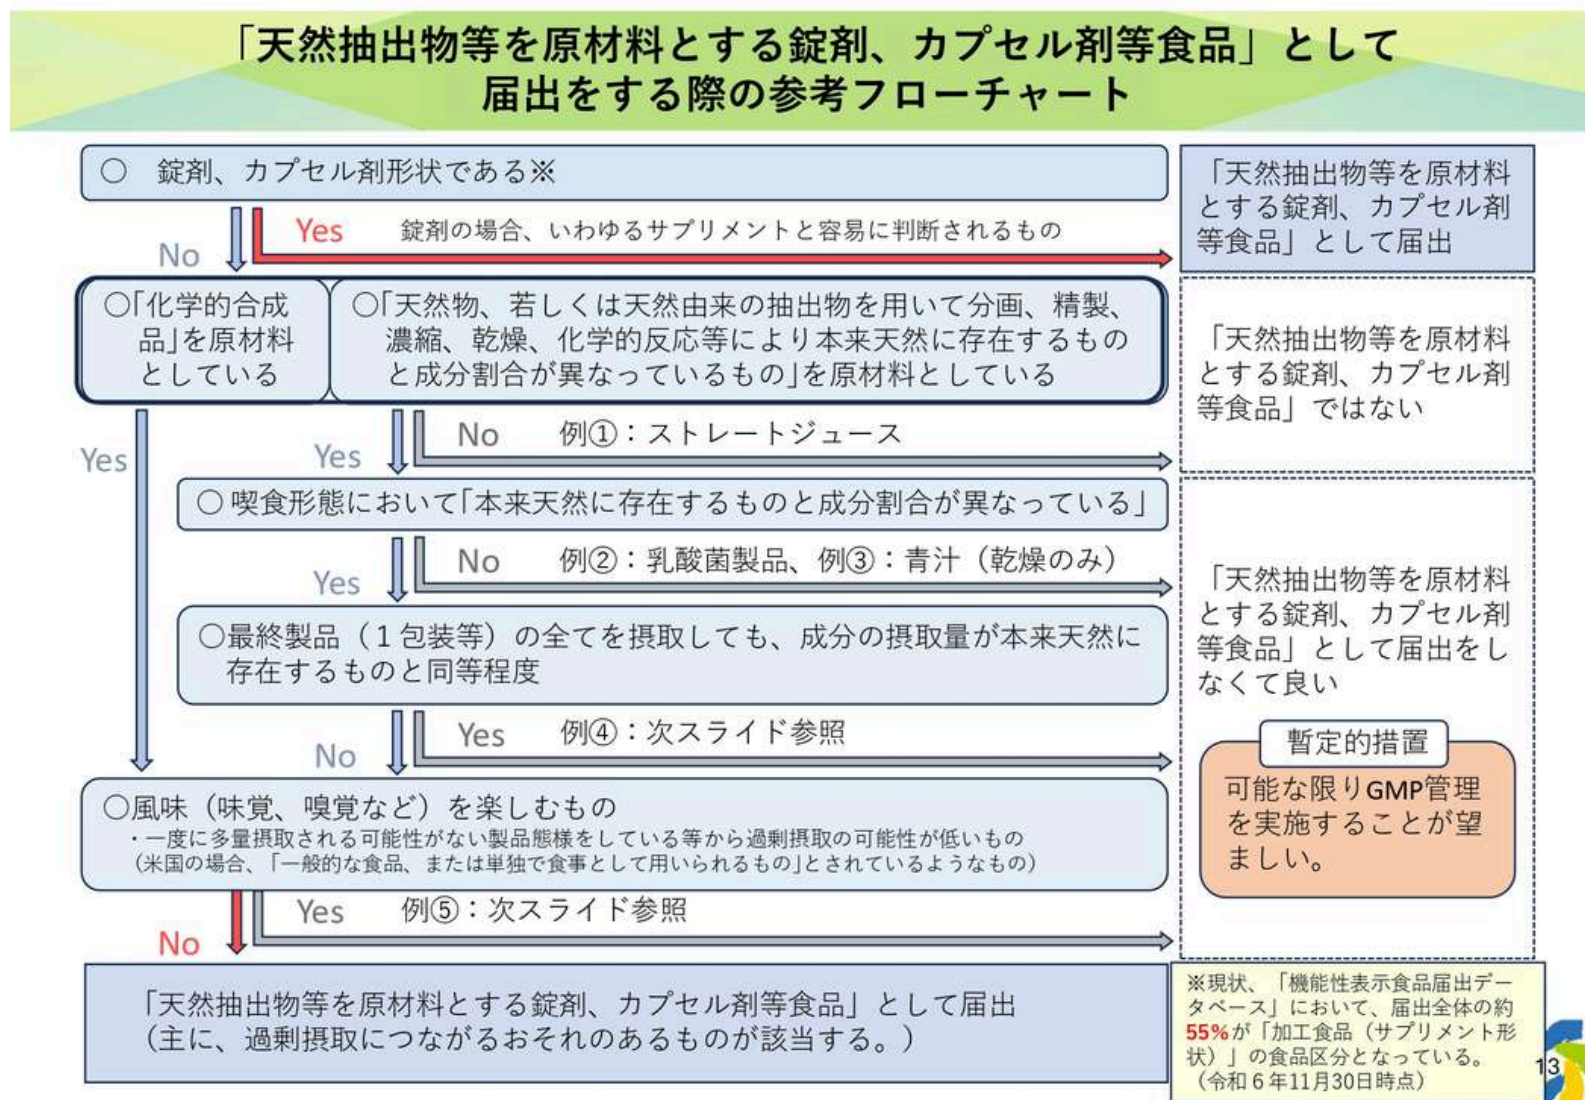 「天然抽出物等を原材料とする錠剤、カプセル剤等食品」として
届出をする際の参考フローチャート
○　錠剤、カプセル剤形状である※
Yes　錠剤の場合、いわゆるサプリメントと容易に判断されるもの
No
「天然抽出物等を原材料
とする錠剤、カプセル剤
等食品」として届出
○「化学的合成
品」を原材料
としている
○「天然物、若しくは天然由来の抽出物を用いて分画、精製、
濃縮、乾燥、化学的反応等により本来天然に存在するもの
と成分割合が異なっているもの」を原材料としている
「天然抽出物等を原材料
とする錠剤、カプセル剤
等食品」ではない
No　例①：ストレートジュース
Yes
Yes
○ 喫食形態において「本来天然に存在するものと成分割合が異なっている」
No　例②：乳酸菌製品、例③：青汁（乾燥のみ）
Yes
○最終製品（１包装等）の全てを摂取しても、成分の摂取量が本来天然に
存在するものと同等程度
「天然抽出物等を原材料
とする錠剤、カプセル剤
等食品」として届出をし
なくて良い
Yes　例④：次スライド参照
No
暫定的措置
可能な限りGMP管理
を実施することが望
ましい。
○風味（味覚、嗅覚など）を楽しむもの
・一度に多量摂取される可能性がない製品態様をしている等から過剰摂取の可能性が低いもの
（米国の場合、「一般的な食品、または単独で食事として用いられるもの」とされているようなもの）
Yes　例⑤：次スライド参照
No
「天然抽出物等を原材料とする錠剤、カプセル剤等食品」として届出
（主に、過剰摂取につながるおそれのあるものが該当する。）
※現状、「機能性表示食品届出デー
タベース」において、届出全体の約
55%が「加工食品（サプリメント形
状）」の食品区分となっている。
（令和６年11月30日時点）
13